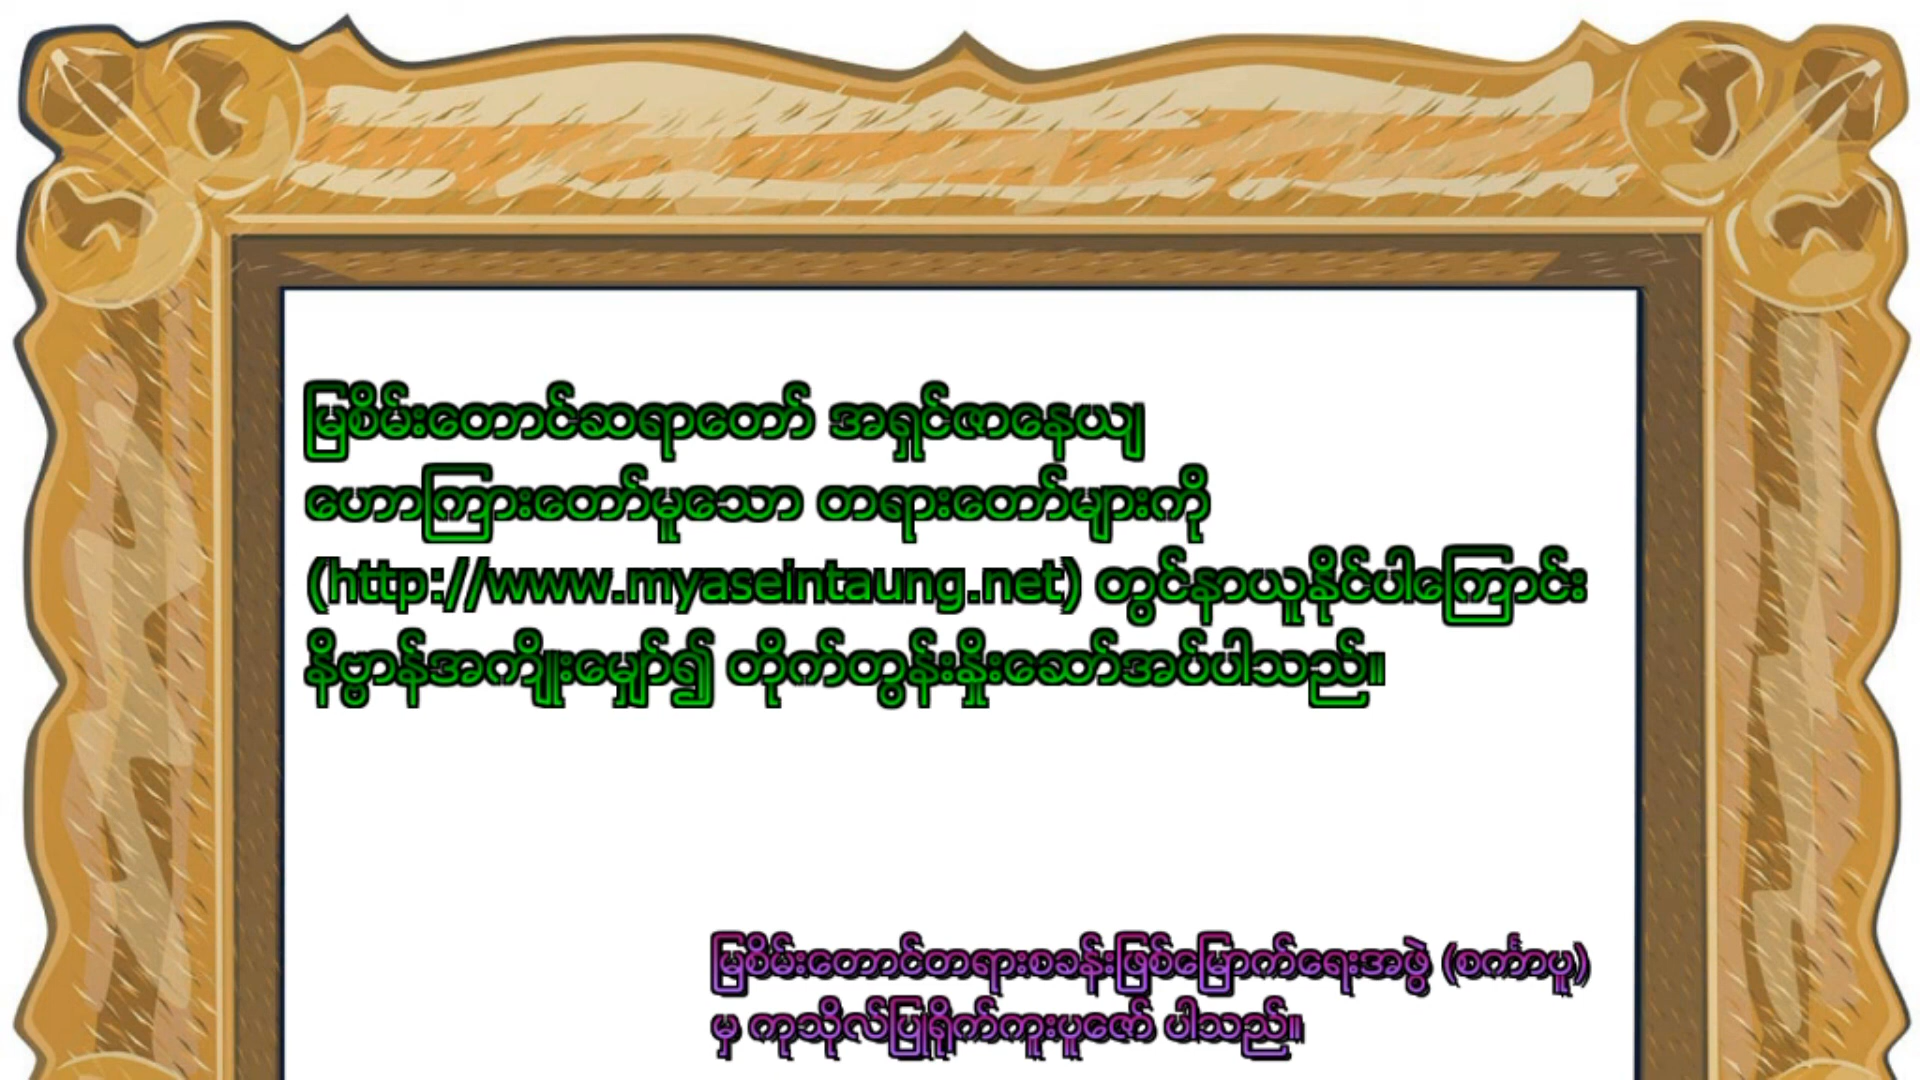 မြစိမ်းတောင်ဆရာတော် အရှင်ဇာနေယျ
ဟောကြားတော်မူသော တရားတော်များကို
(http://www.myaseintaung.net) တွင်နာယူနိုင်ပါကြောင်း
နိဗ္ဗာန်အကျိုးမျှော်၍ တိုက်တွန်းနှိုးဆော်အပ်ပါသည်။
မြစိမ်းတောင်တရားစခန်းဖြစ်မြောက်ရေးအဖွဲ့ (စင်္ကာပူ)
မှ ကုသိုလ်ပြုရိုက်ကူးပူဇော် ပါသည်။